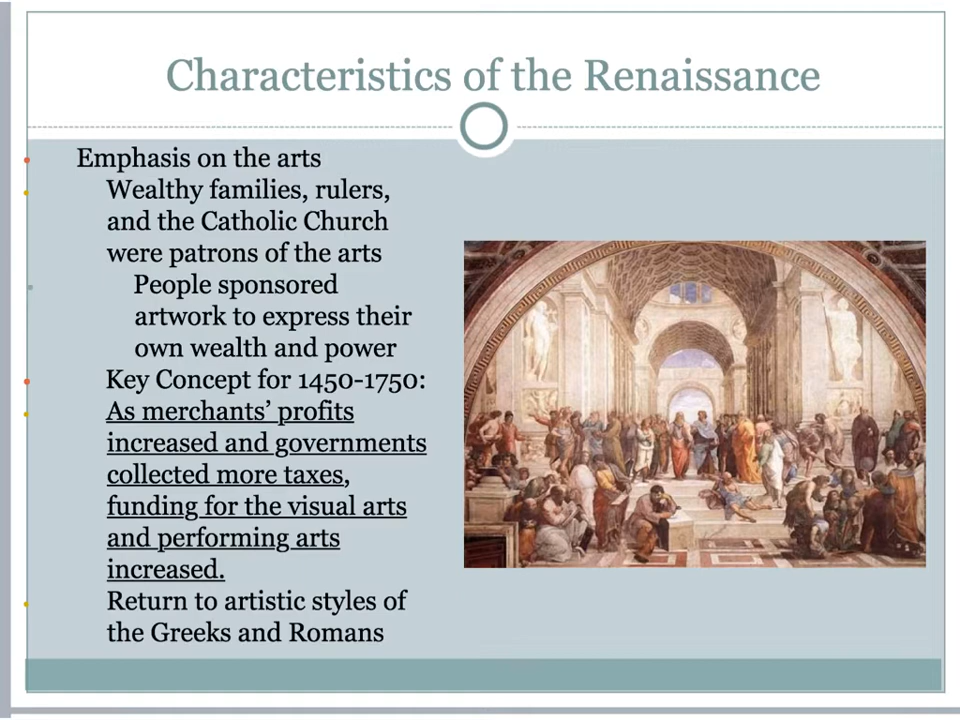 Characteristics of the Renaissance
Emphasis on the arts
Wealthy families, rulers,
and the Catholic Church
were patrons of the arts
People sponsored
artwork to express their
own wealth and power
Key Concept for 1450-1750:
As merchants’ profits
increased and governments
collected more taxes,
funding for the visual arts
and performing arts
increased.
Return to artistic styles of
the Greeks and Romans